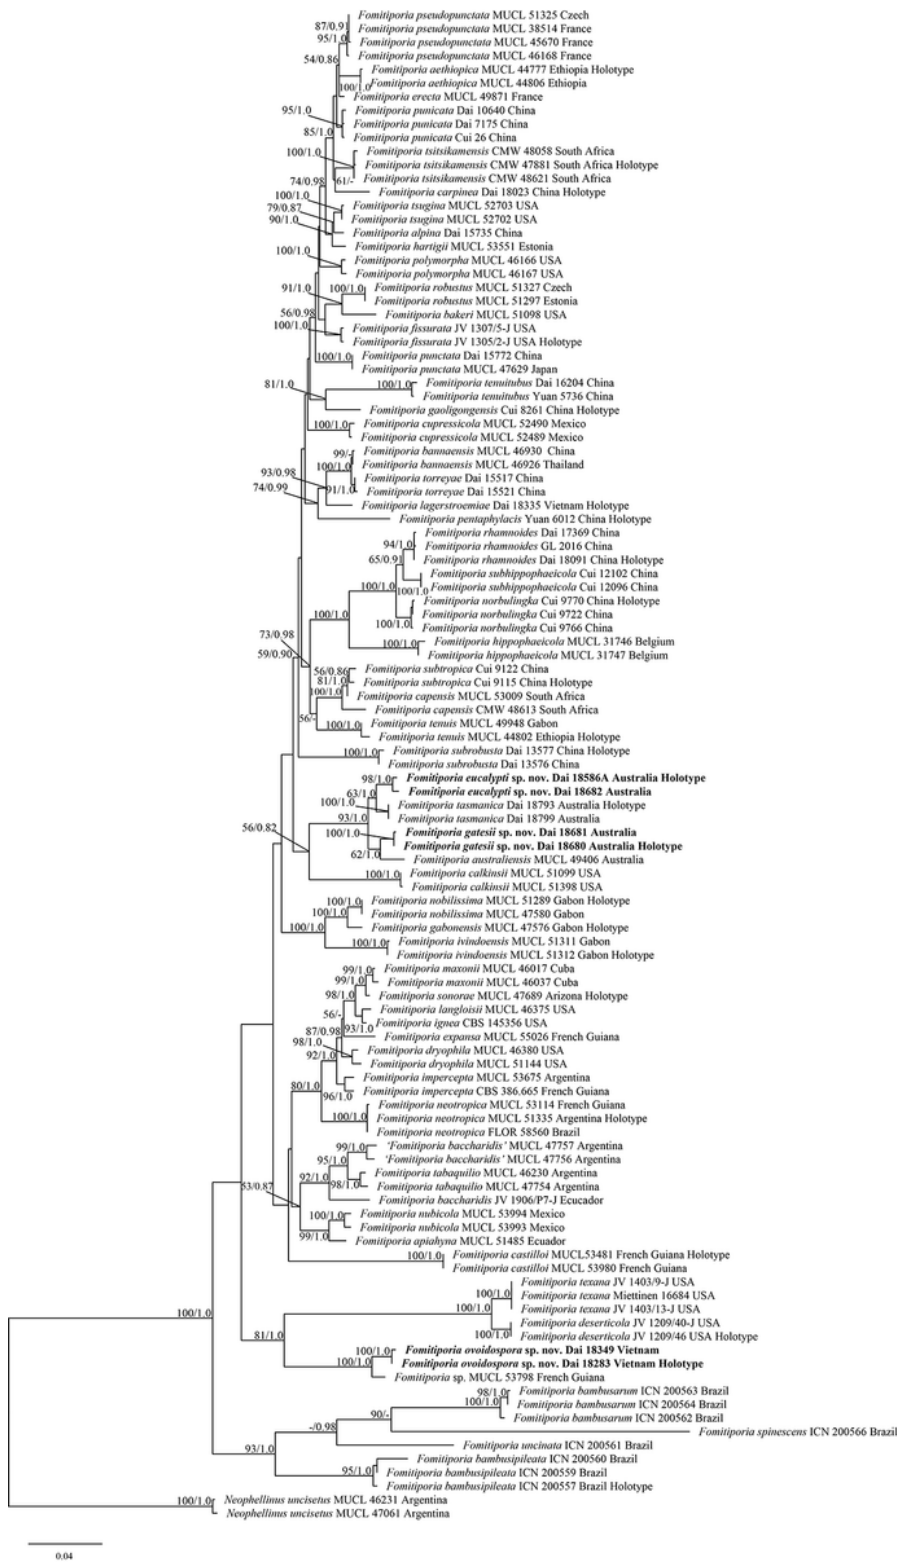 Fomitiporia pseudopunctata MUCL 51325 Czech
87/0.91
Fomitiporia pseudopunctata MUCL 38514 France
95/1.0
Fomitiporia pseudopunctata MUCL 45670 France
Fomitiporia pseudopunctata MUCL 46168 France
54/0.86
Fomitiporia aethiopica MUCL 44777 Ethiopia Holotype
100/1.0
Fomitiporia aethiopica MUCL 44806 Ethiopia
Fomitiporia erecta MUCL 49871 France
95/1.0
Fomitiporia punicata Dai 10640 China
Fomitiporia punicata Dai 7175 China
85/1.0
Fomitiporia punicata Cui 26 China
100/1.0
Fomitiporia tsitsikamensis CMW 48058 South Africa
Fomitiporia tsitsikamensis CMW 47881 South Africa Holotype
74/0.98
61/-
Fomitiporia tsitsikamensis CMW 48621 South Africa
Fomitiporia carpinea Dai 18023 China Holotype
100/1.0
Fomitiporia tsugina MUCL 52703 USA
79/0.87
Fomitiporia tsugina MUCL 52702 USA
90/1.0
Fomitiporia alpina Dai 15735 China
Fomitiporia hartigii MUCL 53551 Estonia
100/1.0
Fomitiporia polymorpha MUCL 46166 USA
Fomitiporia polymorpha MUCL 46167 USA
91/1.0
100/1.0
Fomitiporia robustus MUCL 51327 Czech
Fomitiporia robustus MUCL 51297 Estonia
56/0.98
Fomitiporia bakeri MUCL 51098 USA
100/1.0
Fomitiporia fissurata JV 1307/5-J USA
Fomitiporia fissurata JV 1305/2-J USA Holotype
100/1.0
Fomitiporia punctata Dai 15772 China
Fomitiporia punctata MUCL 47629 Japan
81/1.0
100/1.0
Fomitiporia tenuitubus Dai 16204 China
Fomitiporia tenuitubus Yuan 5736 China
Fomitiporia gaoligongensis Cui 8261 China Holotype
100/1.0
Fomitiporia cupressicola MUCL 52490 Mexico
Fomitiporia cupressicola MUCL 52489 Mexico
99/-
Fomitiporia bannaensis MUCL 46930 China
93/0.98
100/1.0
Fomitiporia bannaensis MUCL 46926 Thailand
Fomitiporia torreyae Dai 15517 China
74/0.99
91/1.0
Fomitiporia torreyae Dai 15521 China
Fomitiporia lagerstroemiae Dai 18335 Vietnam Holotype
Fomitiporia pentaphylacis Yuan 6012 China Holotype
Fomitiporia rhamnoides Dai 17369 China
94/1.0
Fomitiporia rhamnoides GL 2016 China
65/0.91
Fomitiporia rhamnoides Dai 18091 China Holotype
Fomitiporia subhippophaeicola Cui 12102 China
100/1.0
100/1.0
Fomitiporia subhippophaeicola Cui 12096 China
Fomitiporia norbulingka Cui 9770 China Holotype
100/1.0
Fomitiporia norbulingka Cui 9722 China
100/1.0
Fomitiporia norbulingka Cui 9766 China
73/0.98
100/1.0
Fomitiporia hippophaeicola MUCL 31746 Belgium
59/0.90
Fomitiporia hippophaeicola MUCL 31747 Belgium
56/0.86
Fomitiporia subtropica Cui 9122 China
81/1.0
Fomitiporia subtropica Cui 9115 China Holotype
100/1.0
Fomitiporia capensis MUCL 53009 South Africa
Fomitiporia capensis CMW 48613 South Africa
56/-
100/1.0
Fomitiporia tenuis MUCL 49948 Gabon
Fomitiporia tenuis MUCL 44802 Ethiopia Holotype
100/1.0
Fomitiporia subrobusta Dai 13577 China Holotype
Fomitiporia subrobusta Dai 13576 China
98/1.0
Fomitiporia eucalypti sp. nov. Dai 18586A Australia Holotype
63/1.0
Fomitiporia eucalypti sp. nov. Dai 18682 Australia
100/1.0
Fomitiporia tasmanica Dai 18793 Australia Holotype
93/1.0
Fomitiporia tasmanica Dai 18799 Australia
56/0.82
100/1.0
Fomitiporia gatesii sp. nov. Dai 18681 Australia
Fomitiporia gatesii sp. nov. Dai 18680 Australia Holotype
62/1.0
Fomitiporia australiensis MUCL 49406 Australia
100/1.0
Fomitiporia calkinsii MUCL 51099 USA
Fomitiporia calkinsii MUCL 51398 USA
Fomitiporia nobilissima MUCL 51289 Gabon Holotype
100/1.0
Fomitiporia nobilissima MUCL 47580 Gabon
100/1.0
Fomitiporia gabonensis MUCL 47576 Gabon Holotype
100/1.0
Fomitiporia ivindoensis MUCL 51311 Gabon
Fomitiporia ivindoensis MUCL 51312 Gabon Holotype
99/1.0
Fomitiporia maxonii MUCL 46017 Cuba
99/1.0
Fomitiporia maxonii MUCL 46037 Cuba
98/1.0
Fomitiporia sonorae MUCL 47689 Arizona Holotype
56/-
Fomitiporia langloisii MUCL 46375 USA
87/0.98
93/1.0
Fomitiporia ignea CBS 145356 USA
Fomitiporia expansa MUCL 55026 French Guiana
98/1.0
Fomitiporia dryophila MUCL 46380 USA
92/1.0
Fomitiporia dryophila MUCL 51144 USA
Fomitiporia impercepta MUCL 53675 Argentina
80/1.0
96/1.0
Fomitiporia impercepta CBS 386.665 French Guiana
Fomitiporia neotropica MUCL 53114 French Guiana
100/1.0
Fomitiporia neotropica MUCL 51335 Argentina Holotype
Fomitiporia neotropica FLOR 58560 Brazil
99/1.0
'Fomitiporia baccharidis' MUCL 47757 Argentina
95/1.0
'Fomitiporia baccharidis' MUCL 47756 Argentina
92/1.0
Fomitiporia tabaquilio MUCL 46230 Argentina
53/0.87
98/1.0
Fomitiporia tabaquilio MUCL 47754 Argentina
Fomitiporia baccharidis JV 1906/P7-J Ecucador
100/1.0
Fomitiporia nubicola MUCL 53994 Mexico
Fomitiporia nubicola MUCL 53993 Mexico
99/1.0
Fomitiporia apiahyna MUCL 51485 Ecuador
100/1.0
Fomitiporia castilloi MUCL53481 French Guiana Holotype
Fomitiporia castilloi MUCL 53980 French Guiana
Fomitiporia texana JV 1403/9-J USA
100/1.0
Fomitiporia texana Miettinen 16684 USA
100/1.0
100/1.0
Fomitiporia texana JV 1403/13-J USA
Fomitiporia deserticola JV 1209/40-J USA
81/1.0
100/1.0
Fomitiporia deserticola JV 1209/46 USA Holotype
100/1.0
Fomitiporia ovoidospora sp. nov. Dai 18349 Vietnam
100/1.0
Fomitiporia ovoidospora sp. nov. Dai 18283 Vietnam Holotype
Fomitiporia sp. MUCL 53798 French Guiana
98/1.0
Fomitiporia bambusarum ICN 200563 Brazil
100/1.0
Fomitiporia bambusarum ICN 200564 Brazil
90/-
Fomitiporia bambusarum ICN 200562 Brazil
-/0.98
Fomitiporia spinescens ICN 200566 Brazil
93/1.0
Fomitiporia uncinata ICN 200561 Brazil
Fomitiporia bambusipileata ICN 200560 Brazil
95/1.0
Fomitiporia bambusipileata ICN 200559 Brazil
Fomitiporia bambusipileata ICN 200557 Brazil Holotype
100/1.0
Neophellinus uncisetus MUCL 46231 Argentina
Neophellinus uncisetus MUCL 47061 Argentina
0.04